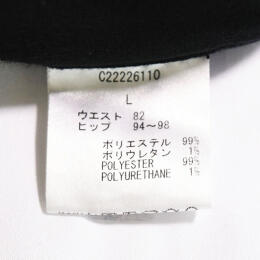 C22226110
L
ウエスト 82
ヒップ 94～98
ポリエステル 99%
ポリウレタン 1%
POLYESTER 99%
POLYURETHANE 1%